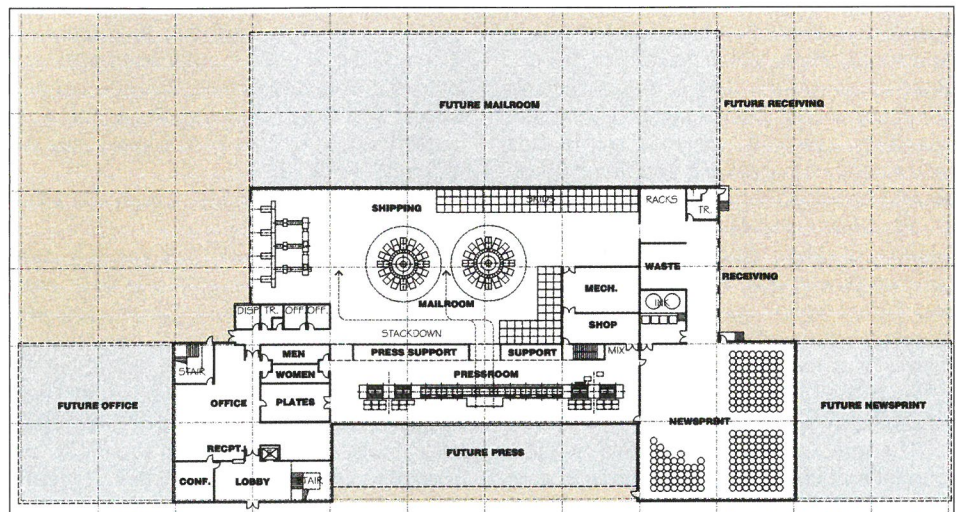 FUTURE MAILROOM
FUTURE RECEIVING
SHIPPING
SKIDS
RACKS
T.
TR.
WASTE
RECEIVING
MECH.
MAILROOM
INK
DISP.
TR.
OFF.
OFF.
STACKDOWN
SHOP
MEN
PRESS SUPPORT
SUPPORT
MIX
STAIR
WOMEN
PRESSROOM
FUTURE OFFICE
OFFICE
PLATES
NEWSPRINT
FUTURE NEWSPRINT
RECPT.
FUTURE PRESS
CONF.
LOBBY
STAIR